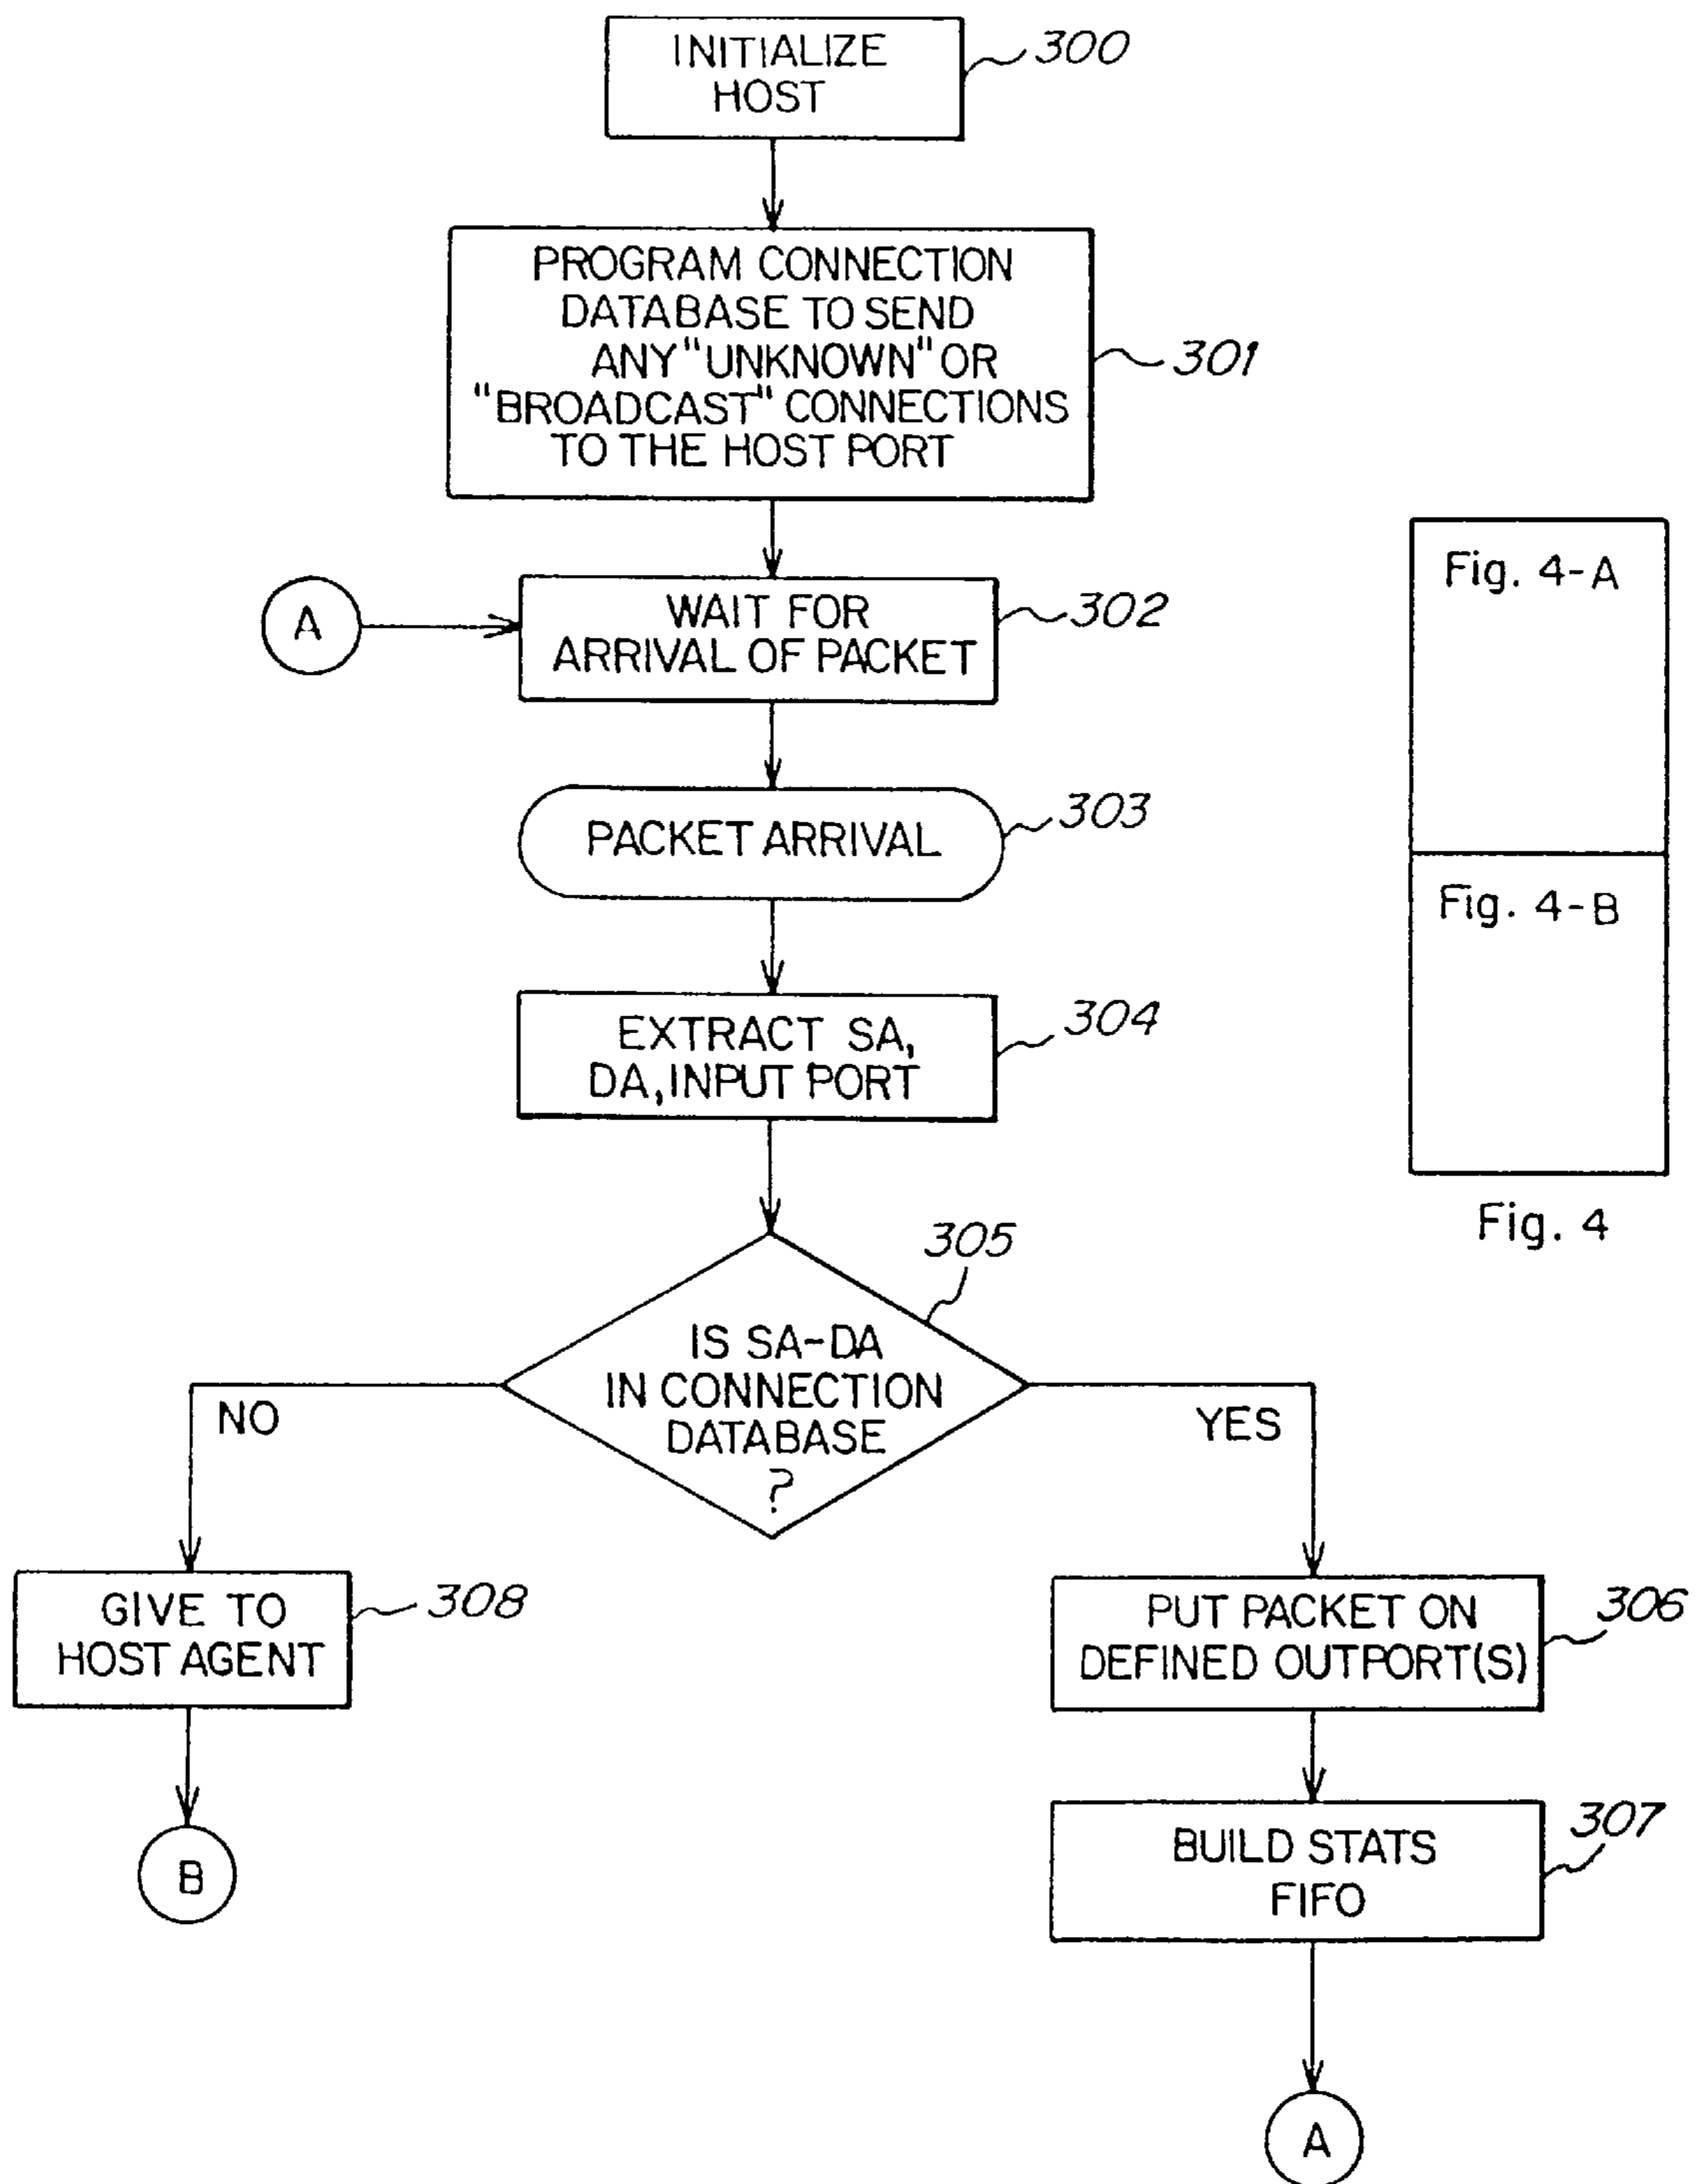 INITIALIZE
HOST
300
PROGRAM CONNECTION
DATABASE TO SEND
ANY "UNKNOWN" OR
"BROADCAST" CONNECTIONS
TO THE HOST PORT
301
A
WAIT FOR
ARRIVAL OF PACKET
302
PACKET ARRIVAL
303
EXTRACT SA,
DA, INPUT PORT
304
IS SA-DA
IN CONNECTION
DATABASE
?
305
NO
YES
GIVE TO
HOST AGENT
308
B
PUT PACKET ON
DEFINED OUTPORT(S)
306
BUILD STATS
FIFO
307
A
Fig. 4-A
Fig. 4-B
Fig. 4